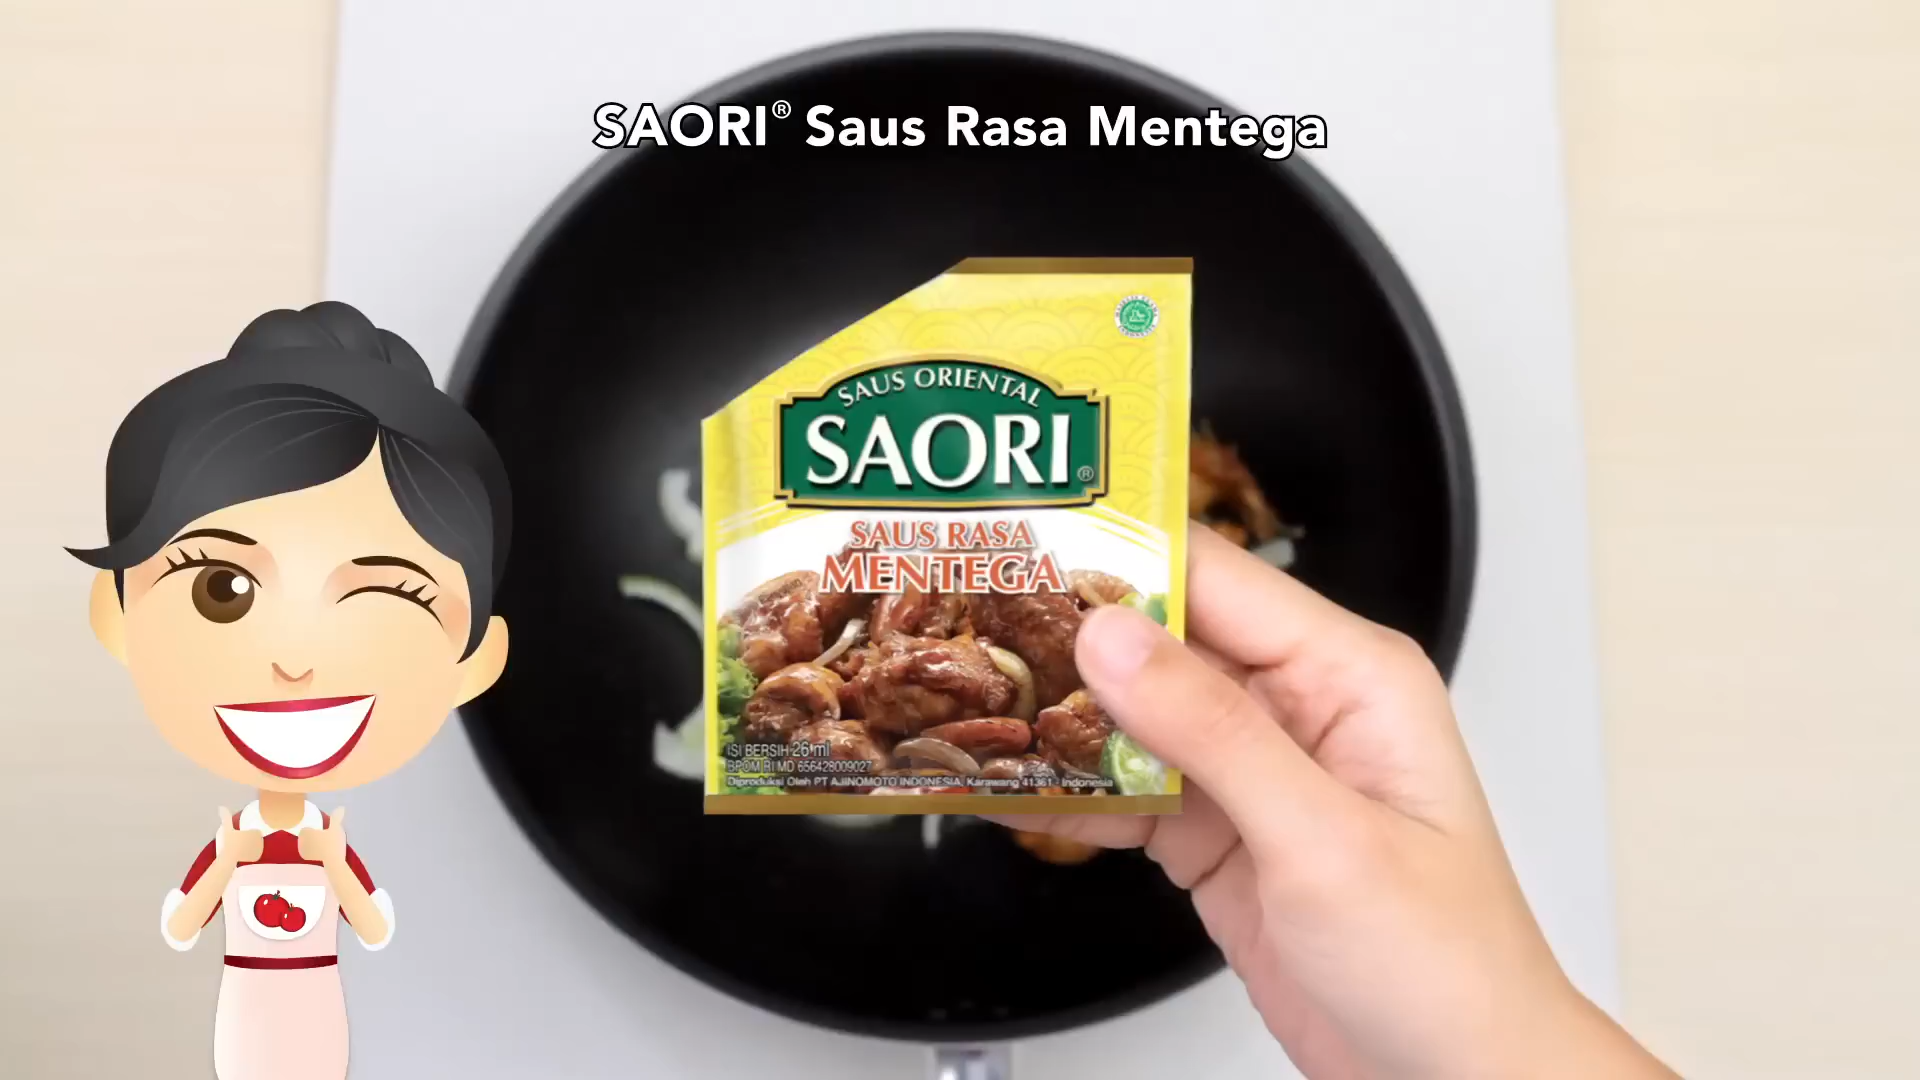 SAORI® Saus Rasa Mentega
SAUS ORIENTAL
SAORI®
SAUS RASA
MENTEGA
ISI BERSIH 26 ml
BPOM RI MD 656428009027
Diproduksi Oleh PT AJINOMOTO INDONESIA, Karawang 41361 - Indonesia